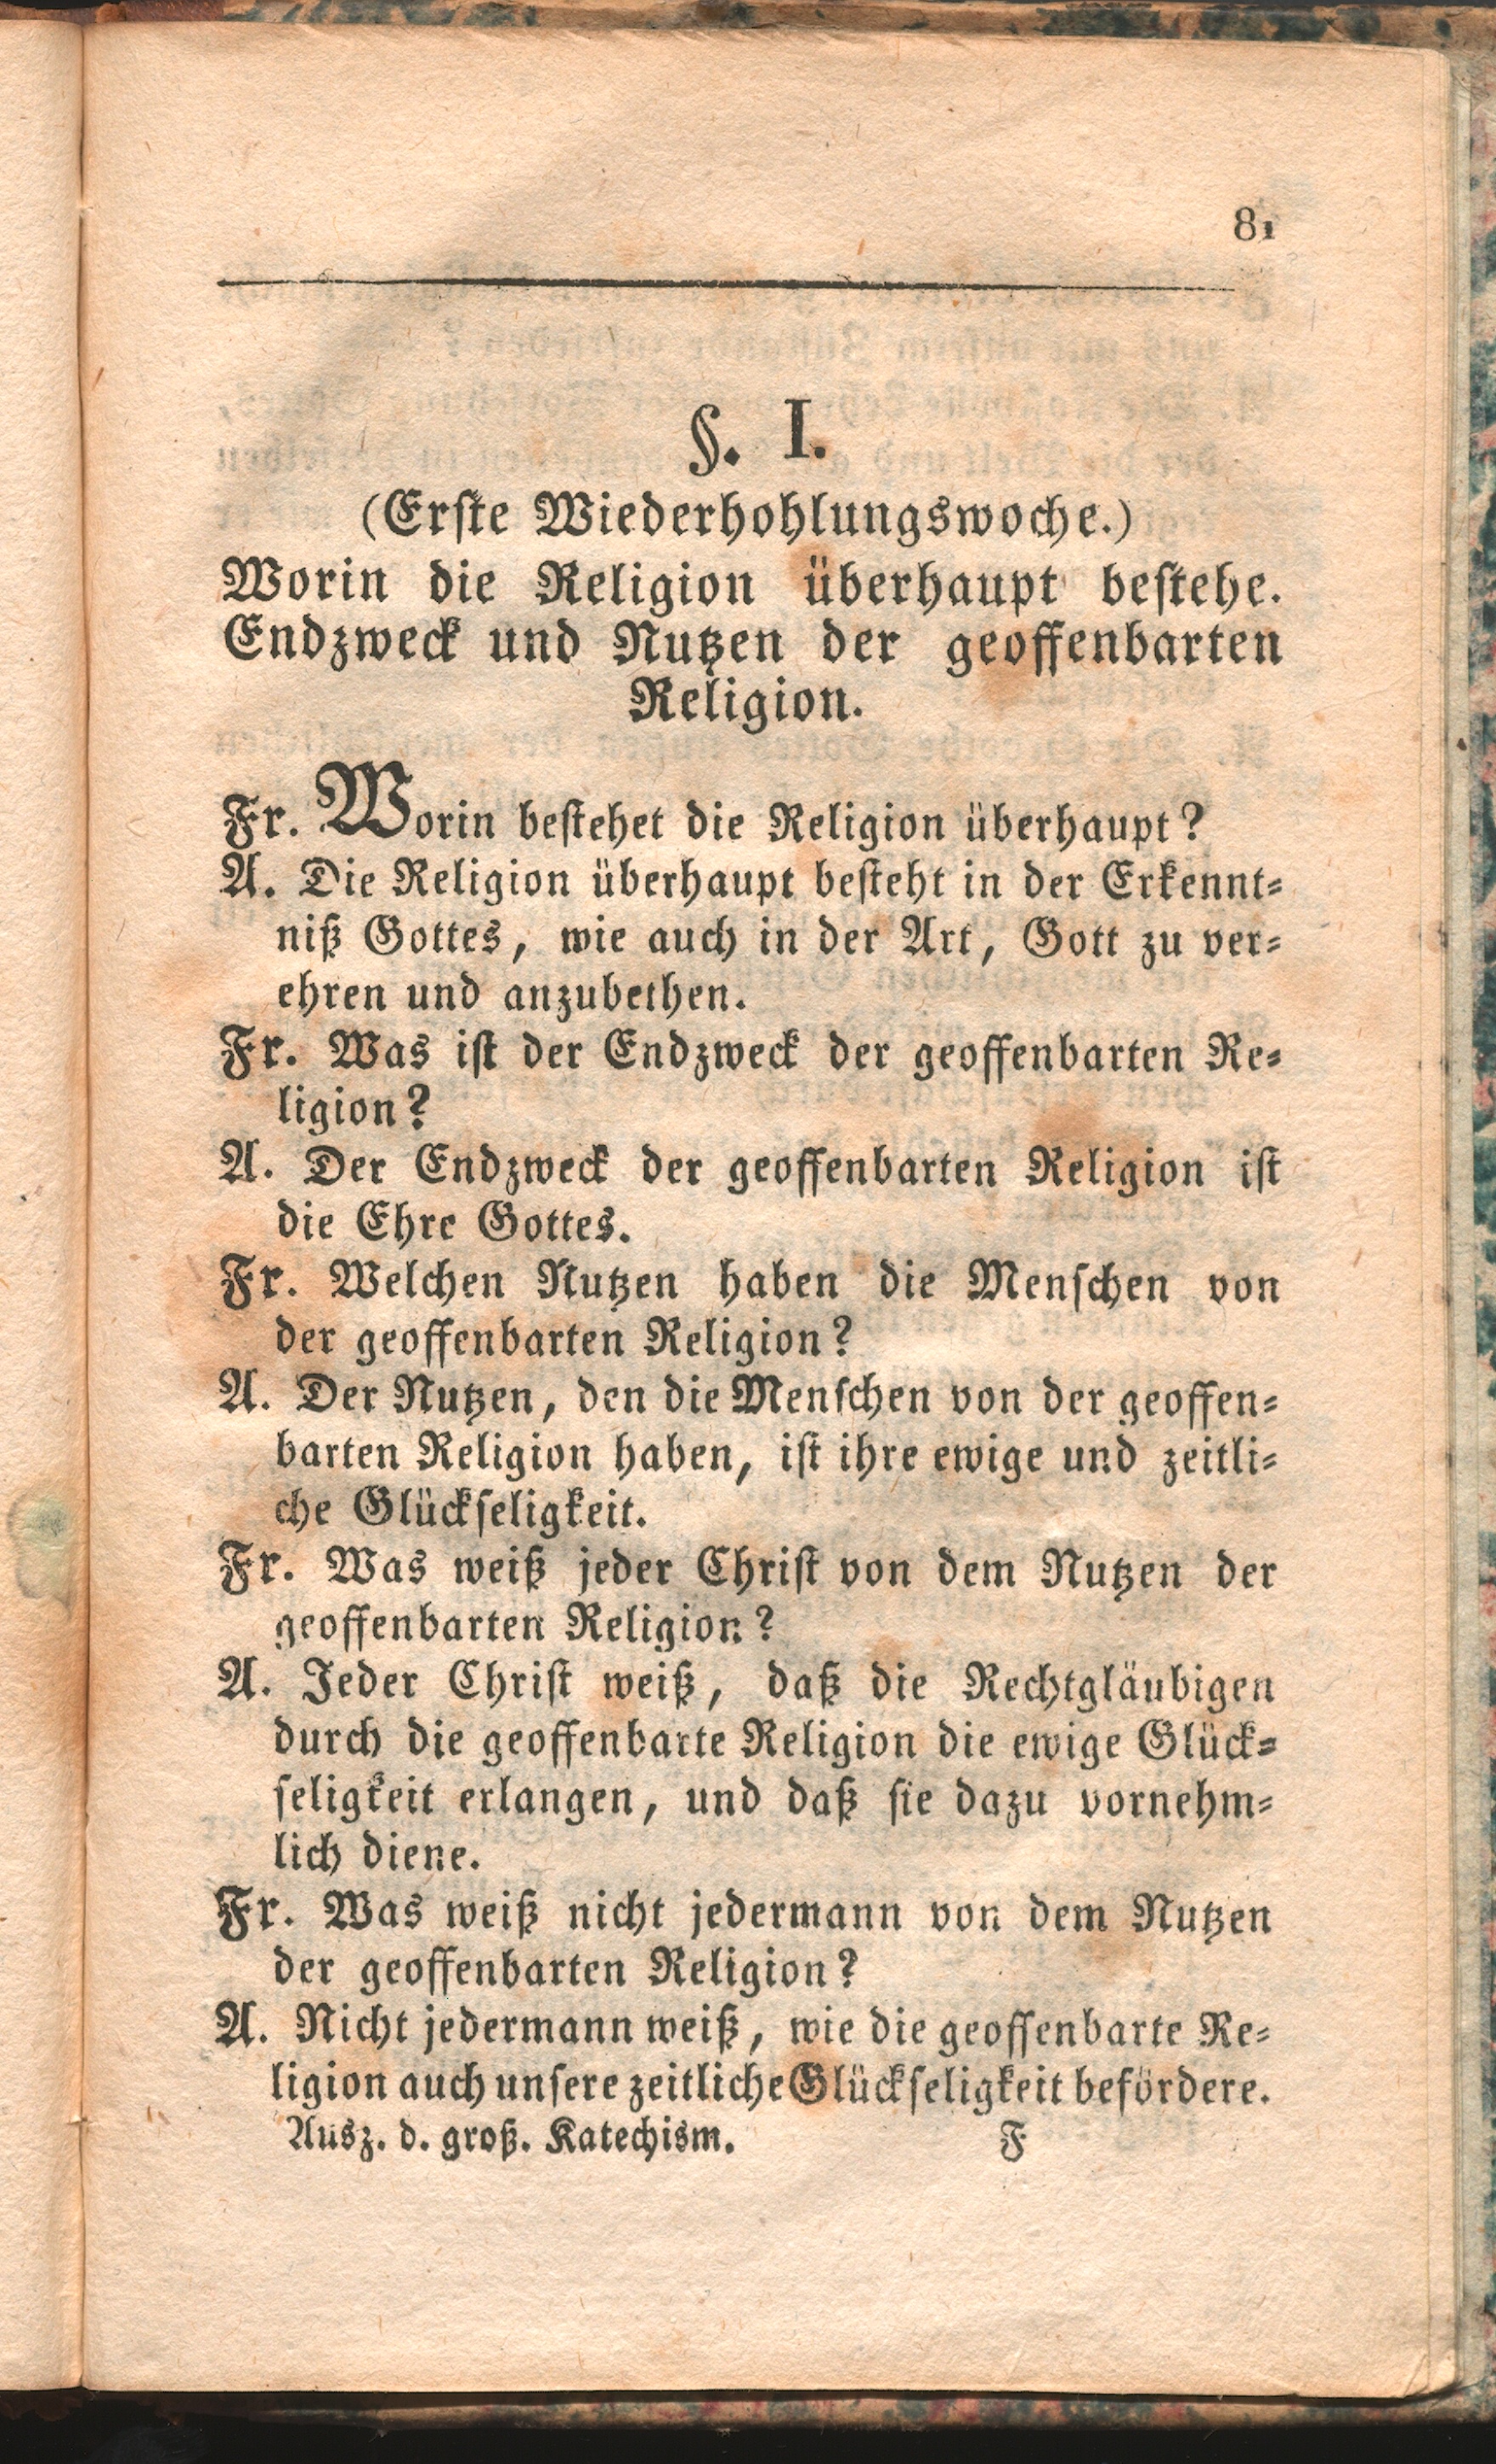 81
§. I.
(Erste Wiederhohlungswoche.)
Worin die Religion überhaupt bestehe.
Endzweck und Nutzen der geoffenbarten
Religion.
Fr. Worin bestehet die Religion überhaupt?
A. Die Religion überhaupt besteht in der Erkennt-
niß Gottes, wie auch in der Art, Gott zu ver-
ehren und anzubethen.
Fr. Was ist der Endzweck der geoffenbarten Re-
ligion?
A. Der Endzweck der geoffenbarten Religion ist
die Ehre Gottes.
Fr. Welchen Nutzen haben die Menschen von
der geoffenbarten Religion?
A. Der Nutzen, den die Menschen von der geoffen-
barten Religion haben, ist ihre ewige und zeitli-
che Glückseligkeit.
Fr. Was weiß jeder Christ von dem Nutzen der
geoffenbarten Religion?
A. Jeder Christ weiß, daß die Rechtgläubigen
durch die geoffenbarte Religion die ewige Glück-
seligkeit erlangen, und daß sie dazu vornehm-
lich diene.
Fr. Was weiß nicht jedermann von dem Nutzen
der geoffenbarten Religion?
A. Nicht jedermann weiß, wie die geoffenbarte Re-
ligion auch unsere zeitliche Glückseligkeit befördere.
Ausz. d. groß. Katechism. F